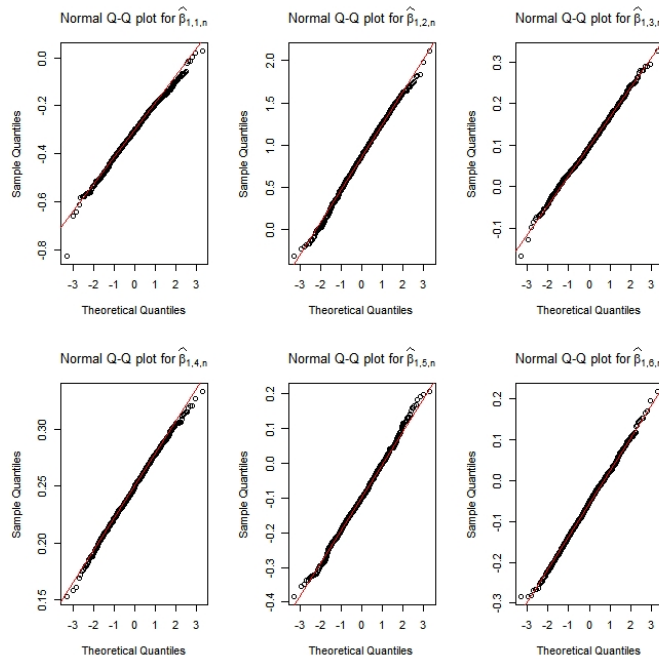 Normal Q-Q plot for β̂1,1,n
Sample Quantiles
0.0
-0.2
-0.4
-0.6
-0.8
-3 -2 -1 0 1 2 3
Theoretical Quantiles
Normal Q-Q plot for β̂1,2,n
Sample Quantiles
2.0
1.5
1.0
0.5
0.0
-3 -2 -1 0 1 2 3
Theoretical Quantiles
Normal Q-Q plot for β̂1,3,n
Sample Quantiles
0.3
0.2
0.1
0.0
-0.1
-3 -2 -1 0 1 2 3
Theoretical Quantiles
Normal Q-Q plot for β̂1,4,n
Sample Quantiles
0.30
0.25
0.20
0.15
-3 -2 -1 0 1 2 3
Theoretical Quantiles
Normal Q-Q plot for β̂1,5,n
Sample Quantiles
0.2
0.1
0.0
-0.1
-0.2
-0.3
-0.4
-3 -2 -1 0 1 2 3
Theoretical Quantiles
Normal Q-Q plot for β̂1,6,n
Sample Quantiles
0.2
0.1
0.0
-0.1
-0.2
-0.3
-3 -2 -1 0 1 2 3
Theoretical Quantiles